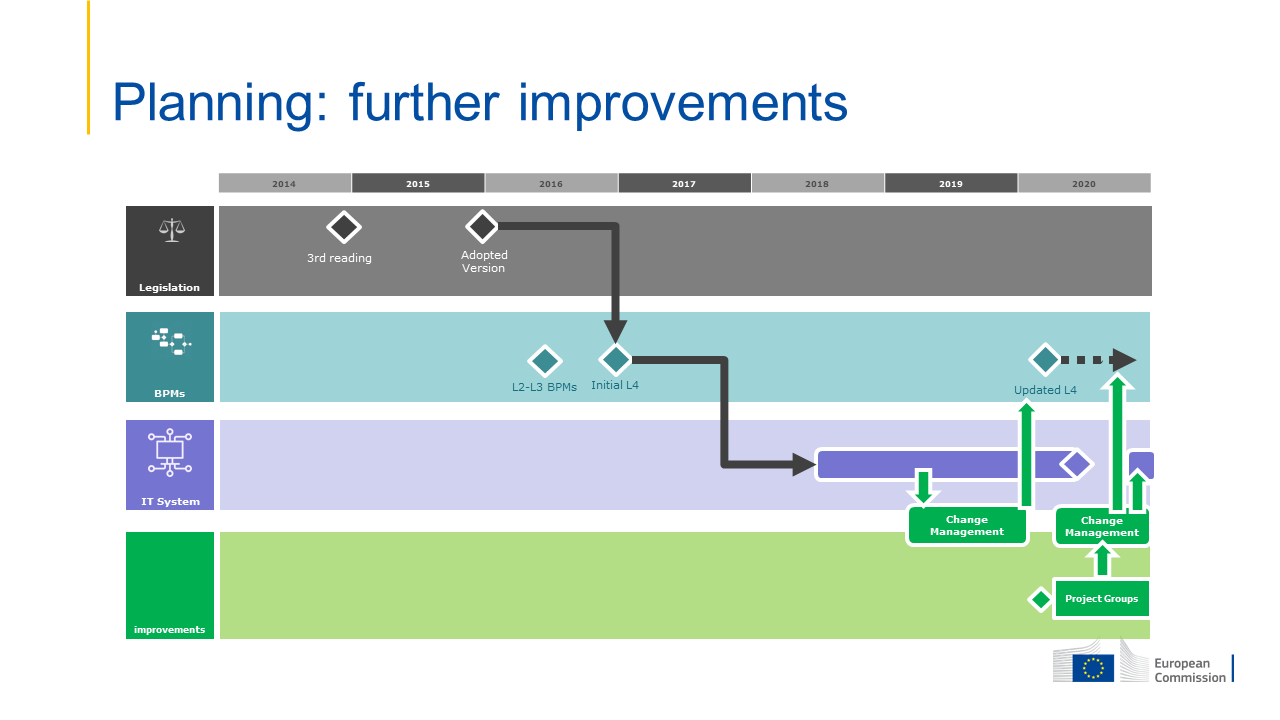 Planning: further improvements
2014 2015 2016 2017 2018 2019 2020
Legislation
3rd reading
Adopted
Version
BPMs
L2-L3 BPMs
Initial L4
Updated L4
IT System
Change
Management
Change
Management
improvements
Project Groups
European
Commission